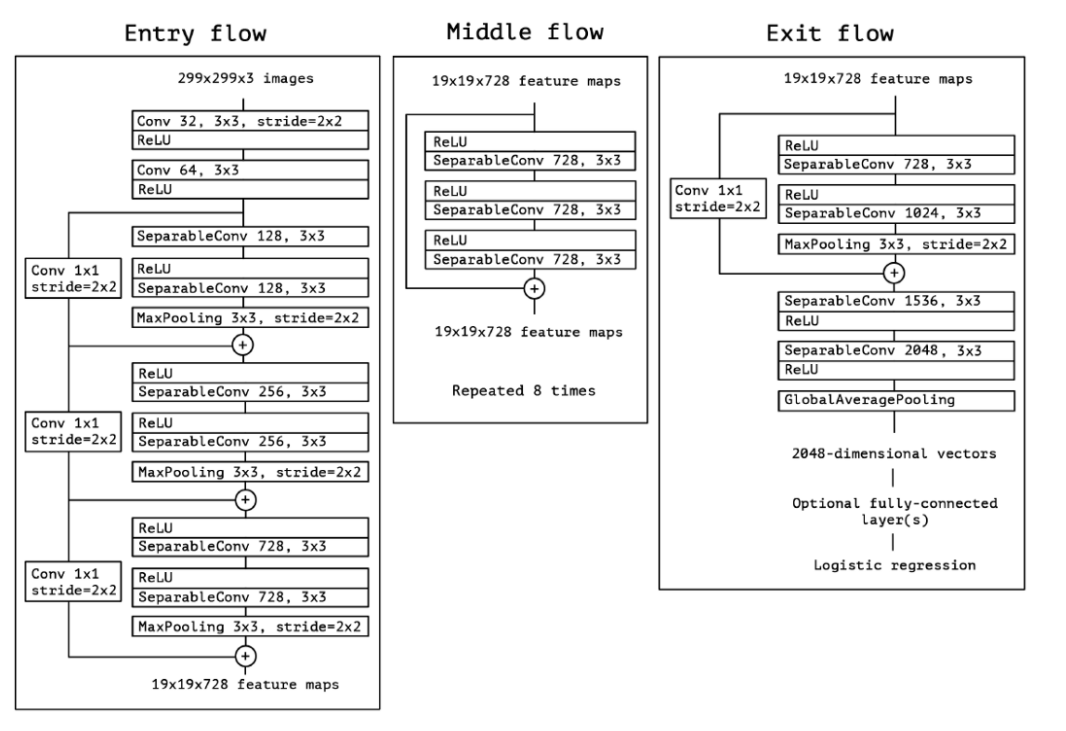 Entry flow
299x299x3 images
Conv 32, 3x3, stride=2x2
ReLU
Conv 64, 3x3
ReLU
SeparableConv 128, 3x3
Conv 1x1
stride=2x2
ReLU
SeparableConv 128, 3x3
MaxPooling 3x3, stride=2x2
+
ReLU
SeparableConv 256, 3x3
Conv 1x1
stride=2x2
ReLU
SeparableConv 256, 3x3
MaxPooling 3x3, stride=2x2
+
ReLU
SeparableConv 728, 3x3
Conv 1x1
stride=2x2
ReLU
SeparableConv 728, 3x3
MaxPooling 3x3, stride=2x2
+
19x19x728 feature maps
Middle flow
19x19x728 feature maps
ReLU
SeparableConv 728, 3x3
ReLU
SeparableConv 728, 3x3
ReLU
SeparableConv 728, 3x3
+
19x19x728 feature maps
Repeated 8 times
Exit flow
19x19x728 feature maps
ReLU
SeparableConv 728, 3x3
Conv 1x1
stride=2x2
ReLU
SeparableConv 1024, 3x3
MaxPooling 3x3, stride=2x2
+
SeparableConv 1536, 3x3
ReLU
SeparableConv 2048, 3x3
ReLU
GlobalAveragePooling
2048-dimensional vectors
Optional fully-connected
layer(s)
Logistic regression